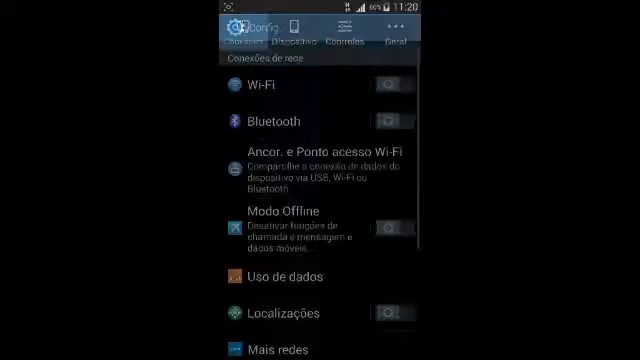 60% 11:20
Config.
Conexões Dispositivo Controles Geral
Conexões de rede
Wi-Fi
Bluetooth
Ancor. e Ponto acesso Wi-Fi
Compartilhe a conexão de dados do
dispositivo via USB, Wi-Fi ou
Bluetooth.
Modo Offline
Desativar funções de
chamada e mensagem e
dados móveis.
Uso de dados
Localizações
Mais redes